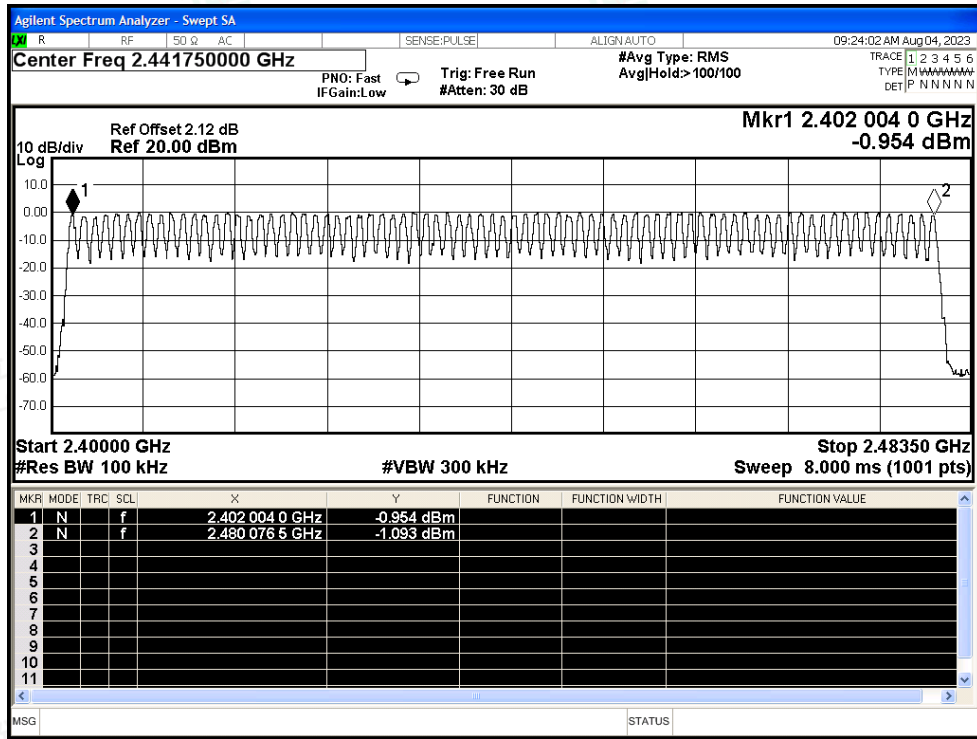 Agilent Spectrum Analyzer - Swept SA
LXI R RF 50 Ω AC SENSE:PULSE ALIGN AUTO 09:24:02 AM Aug 04, 2023
Center Freq 2.441750000 GHz
PNO: Fast
IFGain:Low
Trig: Free Run
#Atten: 30 dB
#Avg Type: RMS
Avg|Hold:>100/100
TRACE 1 2 3 4 5 6
TYPE M
DET P N N N N N
Ref Offset 2.12 dB
10 dB/div Ref 20.00 dBm
Log
Mkr1 2.402 004 0 GHz
-0.954 dBm
10.0
0.00
-10.0
-20.0
-30.0
-40.0
-50.0
-60.0
-70.0
1
2
Start 2.40000 GHz Stop 2.48350 GHz
#Res BW 100 kHz #VBW 300 kHz Sweep 8.000 ms (1001 pts)
MKR MODE TRC SCL X Y FUNCTION FUNCTION WIDTH FUNCTION VALUE
1 N f 2.402 004 0 GHz -0.954 dBm
2 N f 2.480 076 5 GHz -1.093 dBm
3
4
5
6
7
8
9
10
11
MSG STATUS